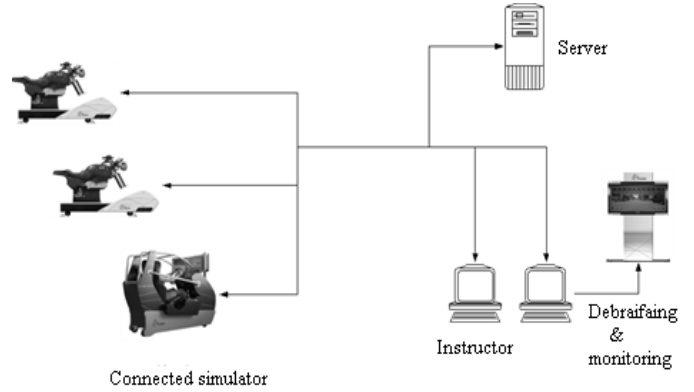 Server
Debraifaing
&
monitoring
Instructor
Connected simulator